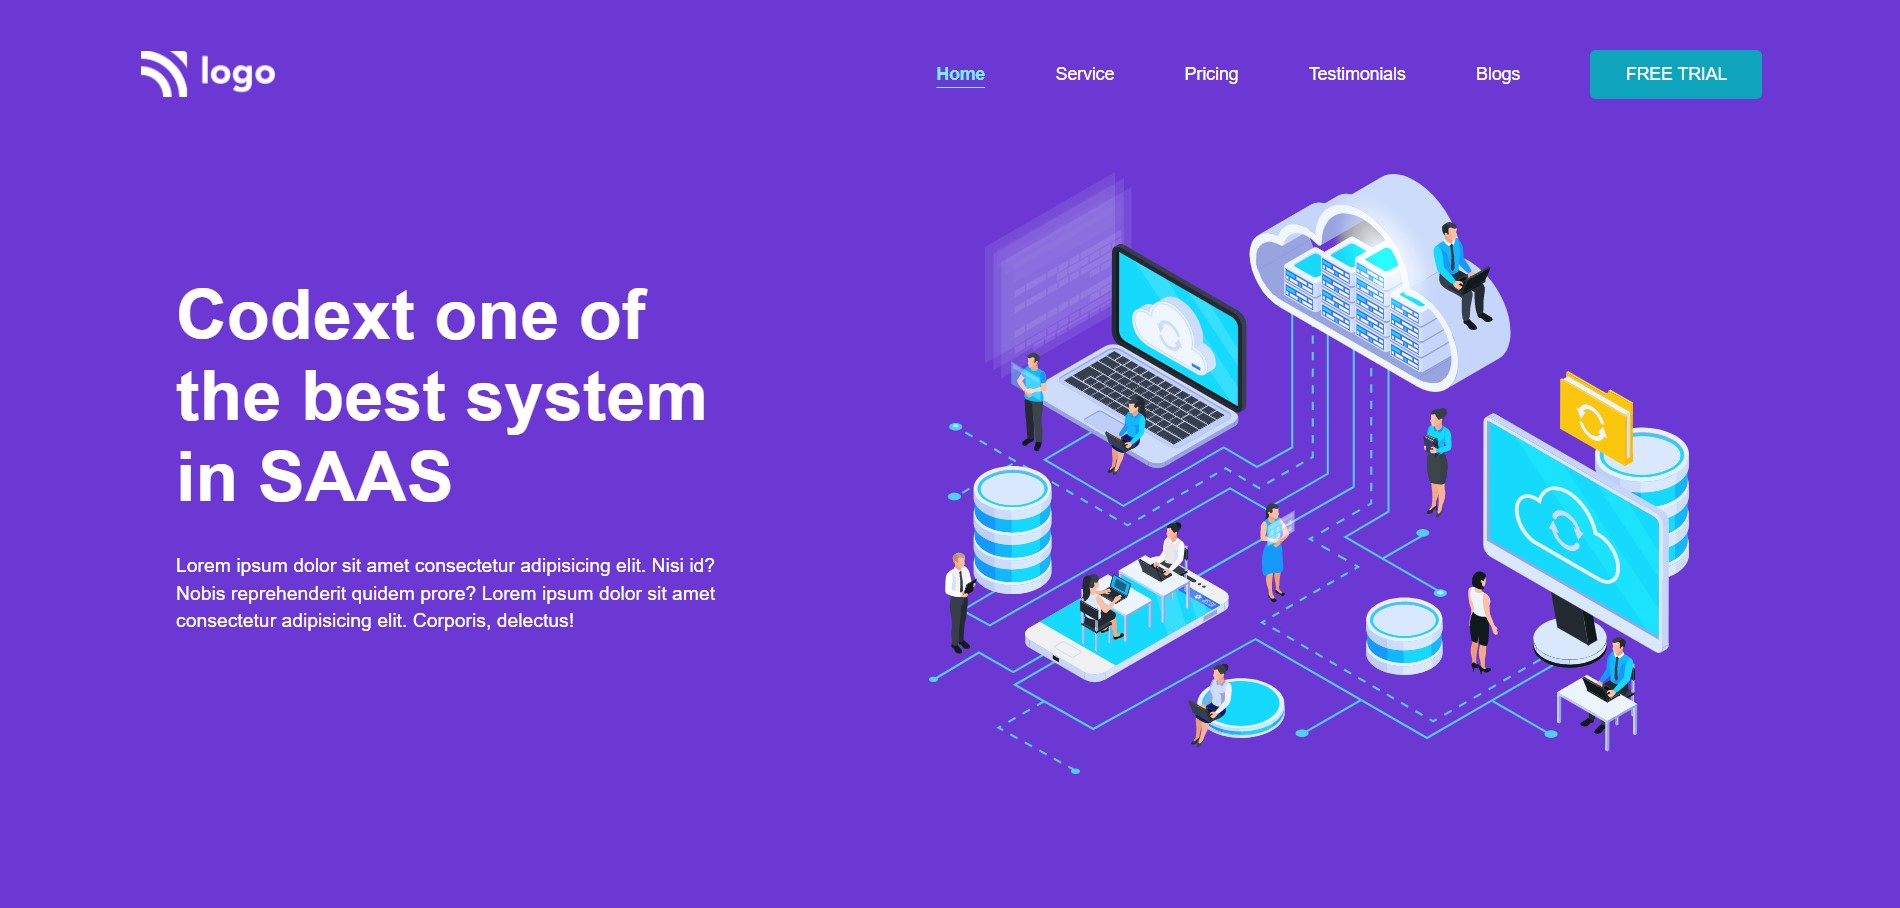 logo
Home Service Pricing Testimonials Blogs FREE TRIAL
Codext one of
the best system
in SAAS
Lorem ipsum dolor sit amet consectetur adipisicing elit. Nisi id?
Nobis reprehenderit quidem prore? Lorem ipsum dolor sit amet
consectetur adipisicing elit. Corporis, delectus!